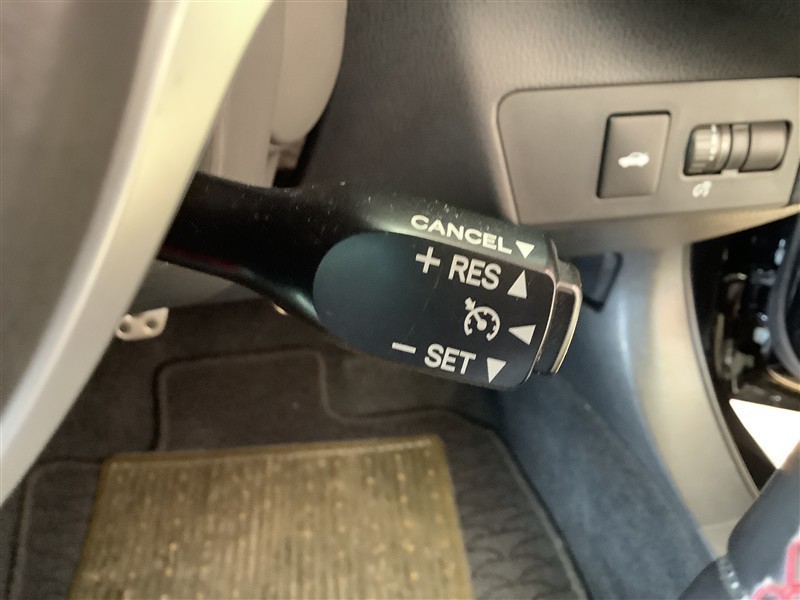 CANCEL▼
+ RES ▲
◀
− SET ▼